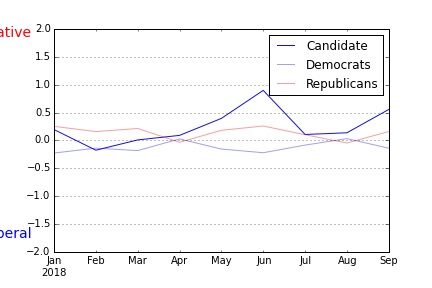 ative
2.0
Candidate
Democrats
Republicans
1.5
1.0
0.5
0.0
−0.5
−1.0
−1.5
peral
−2.0
Jan Feb Mar Apr May Jun Jul Aug Sep
2018